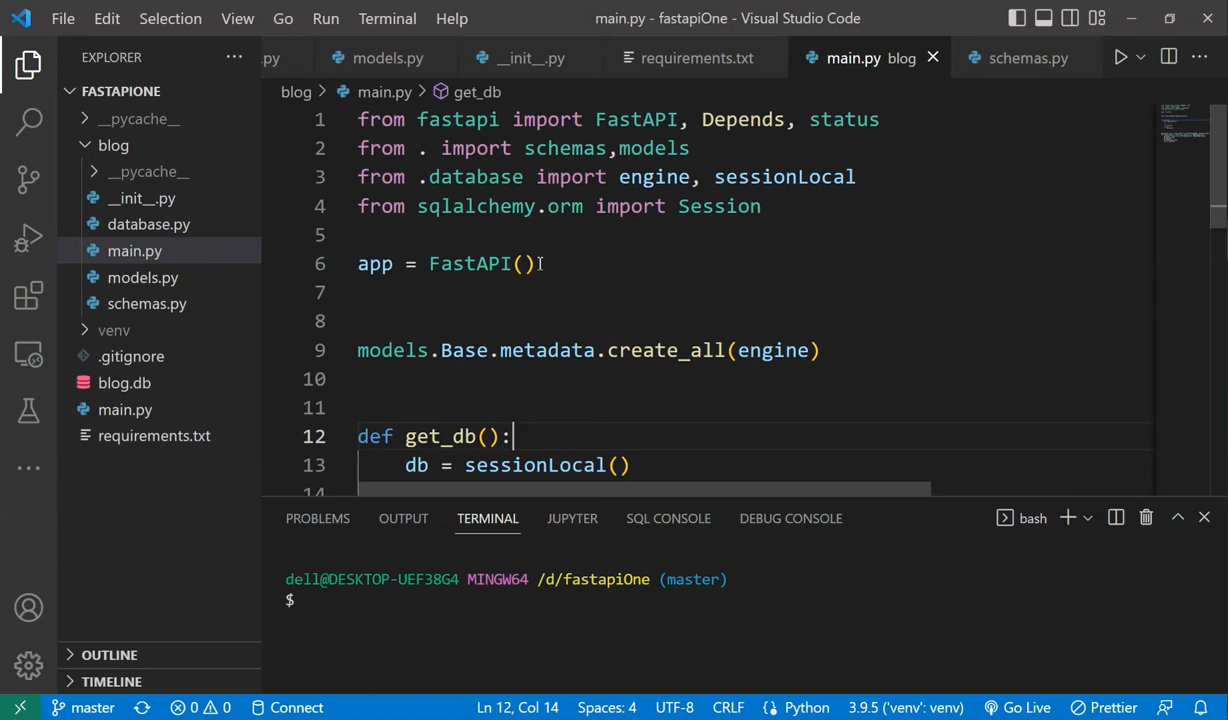 File Edit Selection View Go Run Terminal Help main.py - fastapiOne - Visual Studio Code
EXPLORER
.py models.py __init__.py requirements.txt main.py blog schemas.py
FASTAPIONE
__pycache__
blog
__pycache__
__init__.py
database.py
main.py
models.py
schemas.py
venv
.gitignore
blog.db
main.py
requirements.txt
OUTLINE
TIMELINE
blog > main.py > get_db
1 from fastapi import FastAPI, Depends, status
2 from . import schemas,models
3 from .database import engine, sessionLocal
4 from sqlalchemy.orm import Session
5
6 app = FastAPI()
7
8
9 models.Base.metadata.create_all(engine)
10
11
12 def get_db():
13 db = sessionLocal()
14
PROBLEMS OUTPUT TERMINAL JUPYTER SQL CONSOLE DEBUG CONSOLE bash
dell@DESKTOP-UEF38G4 MINGW64 /d/fastapiOne (master)
$
master 0 0 Connect Ln 12, Col 14 Spaces: 4 UTF-8 CRLF Python 3.9.5 ('venv': venv) Go Live Prettier